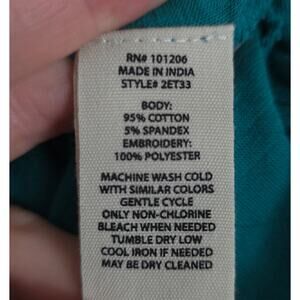 RN# 101206
MADE IN INDIA
STYLE# 2ET33
BODY:
95% COTTON
5% SPANDEX
EMBROIDERY:
100% POLYESTER
MACHINE WASH COLD
WITH SIMILAR COLORS
GENTLE CYCLE
ONLY NON-CHLORINE
BLEACH WHEN NEEDED
TUMBLE DRY LOW
COOL IRON IF NEEDED
MAY BE DRY CLEANED